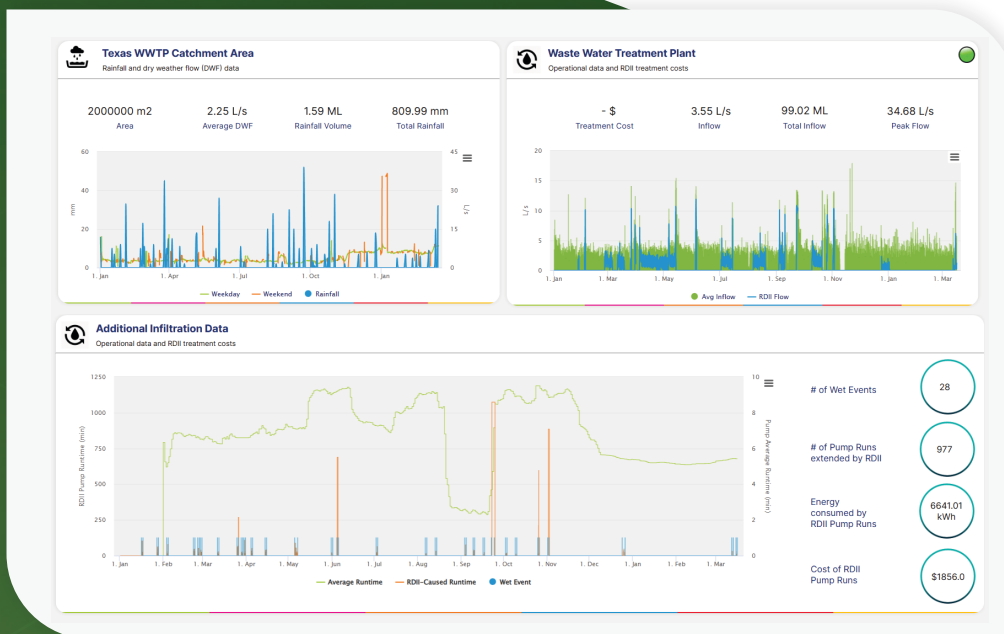 Texas WWTP Catchment Area
Rainfall and dry weather flow (DWF) data
2000000 m2 2.25 L/s 1.59 ML 809.99 mm
Area Average DWF Rainfall Volume Total Rainfall
60 45
40 30
mm L/s
20 15
0 0
1. Jan 1. Apr 1. Jul 1. Oct 1. Jan
Weekday Weekend Rainfall
Waste Water Treatment Plant
Operational data and RDII treatment costs
- $ 3.55 L/s 99.02 ML 34.68 L/s
Treatment Cost Inflow Total Inflow Peak Flow
20
15
L/s
10
5
0
1. Jan 1. Mar 1. May 1. Jul 1. Sep 1. Nov 1. Jan 1. Mar
Avg Inflow RDII Flow
Additional Infiltration Data
Operational data and RDII treatment costs
1250 10
1000 8
750 6
RDII Pump Runtime (min) Pump Average Runtime (min)
500 4
250 2
0 0
1. Jan 1. Feb 1. Mar 1. Apr 1. May 1. Jun 1. Jul 1. Aug 1. Sep 1. Oct 1. Nov 1. Dec 1. Jan 1. Feb 1. Mar
Average Runtime RDII-Caused Runtime Wet Event
# of Wet Events 28
# of Pump Runs
extended by RDII
977
Energy
consumed by
RDII Pump Runs
6641.01
kWh
Cost of RDII
Pump Runs
$1856.0